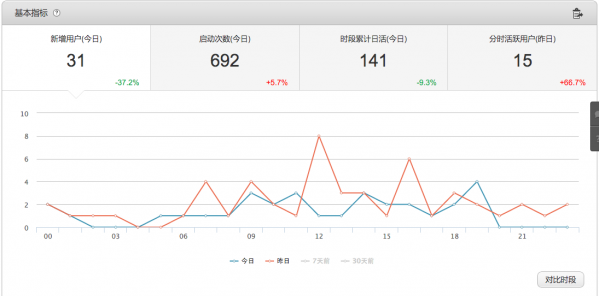 基本指标 ?
新增用户(今日) 启动次数(今日) 时段累计日活(今日) 分时活跃用户(昨日)
31 692 141 15
-37.2% +5.7% -9.3% +66.7%
10
8
6
4
2
0
00 03 06 09 12 15 18 21
今日 昨日 7天前 30天前
对比时段